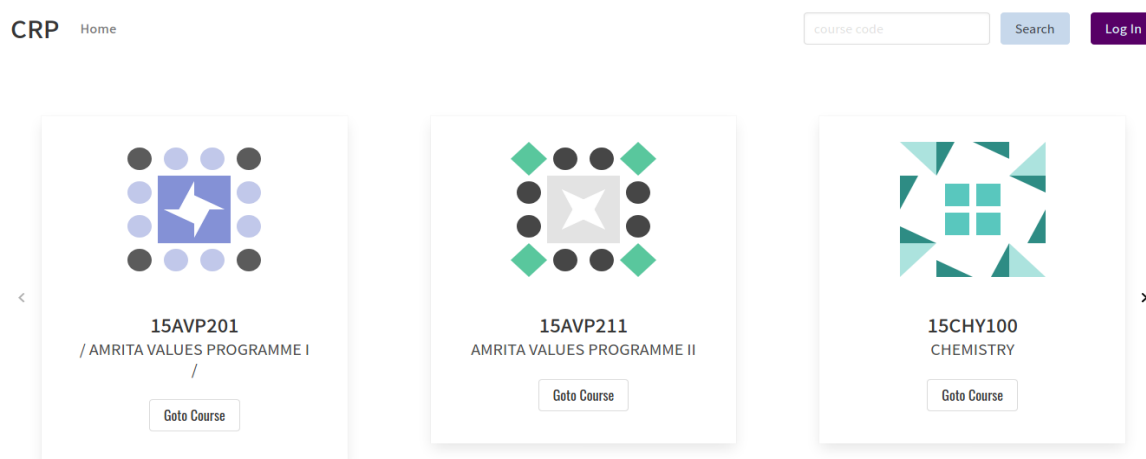 CRP Home course code Search Log In
15AVP201
/ AMRITA VALUES PROGRAMME I
/
Goto Course
15AVP211
AMRITA VALUES PROGRAMME II
Goto Course
15CHY100
CHEMISTRY
Goto Course